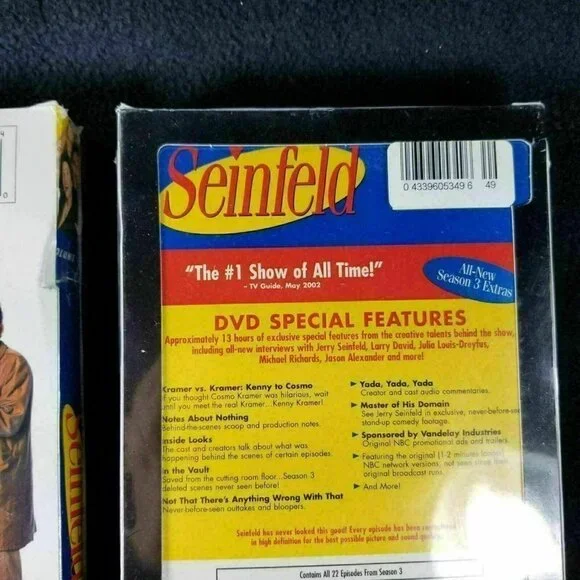 Seinfeld
0 4339605349 6 49
"The #1 Show of All Time!"
– TV Guide, May 2002
All-New
Season 3 Extras
DVD SPECIAL FEATURES
Approximately 13 hours of exclusive special features from the creative talents behind the show,
including all-new interviews with Jerry Seinfeld, Larry David, Julia Louis-Dreyfus,
Michael Richards, Jason Alexander and more!
Kramer vs. Kramer: Kenny to Cosmo
If you thought Cosmo Kramer was hilarious, wait
until you meet the real Kramer... Kenny Kramer!
Notes About Nothing
Behind-the-scenes scoop and production notes.
Inside Looks
The cast and creators talk about what was
happening behind the scenes of certain episodes.
In the Vault
Saved from the cutting room floor...Season 3
deleted scenes never seen before!
Not That There's Anything Wrong With That
Never-before-seen outtakes and bloopers.
► Yada, Yada, Yada
Creator and cast audio commentaries.
► Master of His Domain
See Jerry Seinfeld in exclusive, never-before-seen
stand-up comedy footage.
► Sponsored by Vandelay Industries
Original NBC promotional ads and trailers.
► Featuring the original (1-2 minutes longer)
NBC network versions, not seen since their
original broadcast runs.
► And More!
Seinfeld has never looked this good! Every episode has been
in high definition for the best possible picture and sound quality.
Contains All 22 Episodes From Season 3
Seinfeld